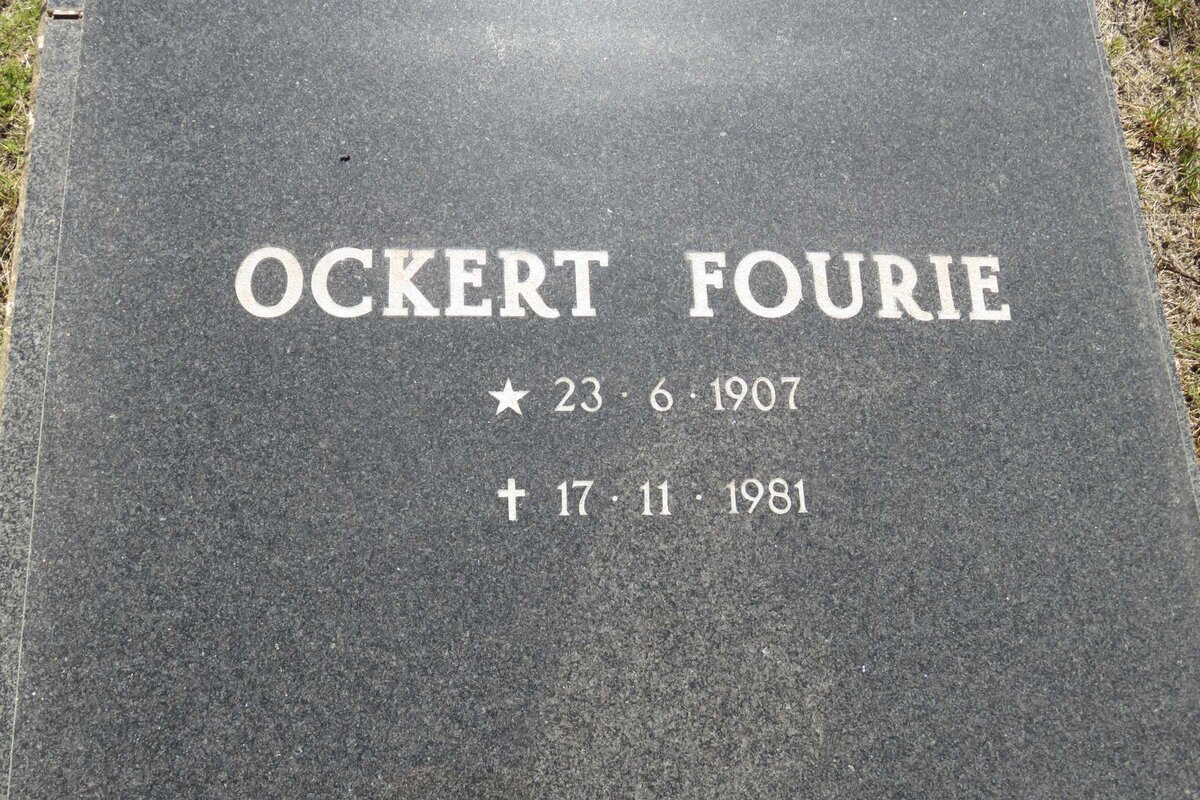 OCKERT FOURIE
★ 23 · 6 · 1907
✝ 17 · 11 · 1981